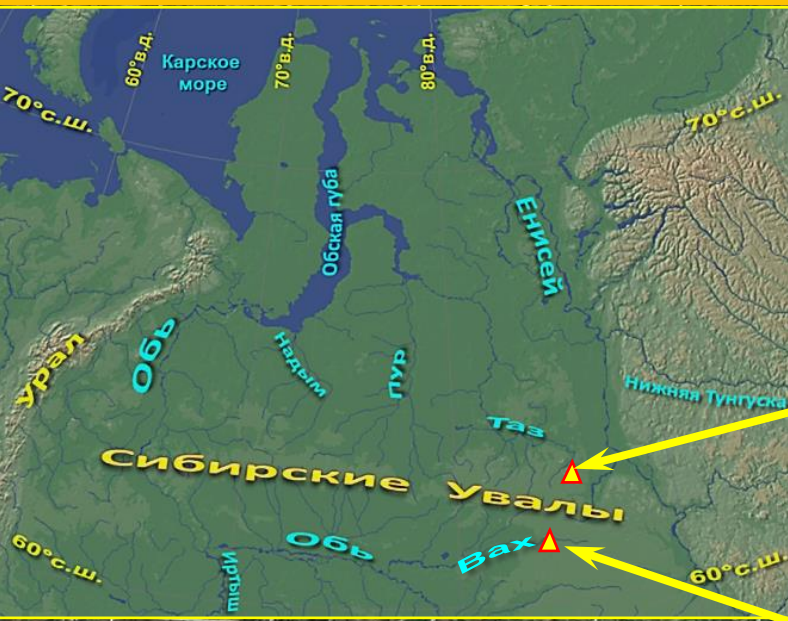 60°в.д.
Карское
море
70°в.д.
80°в.д.
70°с.ш.
70°с.ш.
Обская губа
Енисей
Урал
Обь
Надым
Пур
Нижняя Тунгуска
Таз
Сибирские Увалы
Обь
Вах
Иртыш
60°с.ш.
60°с.ш.